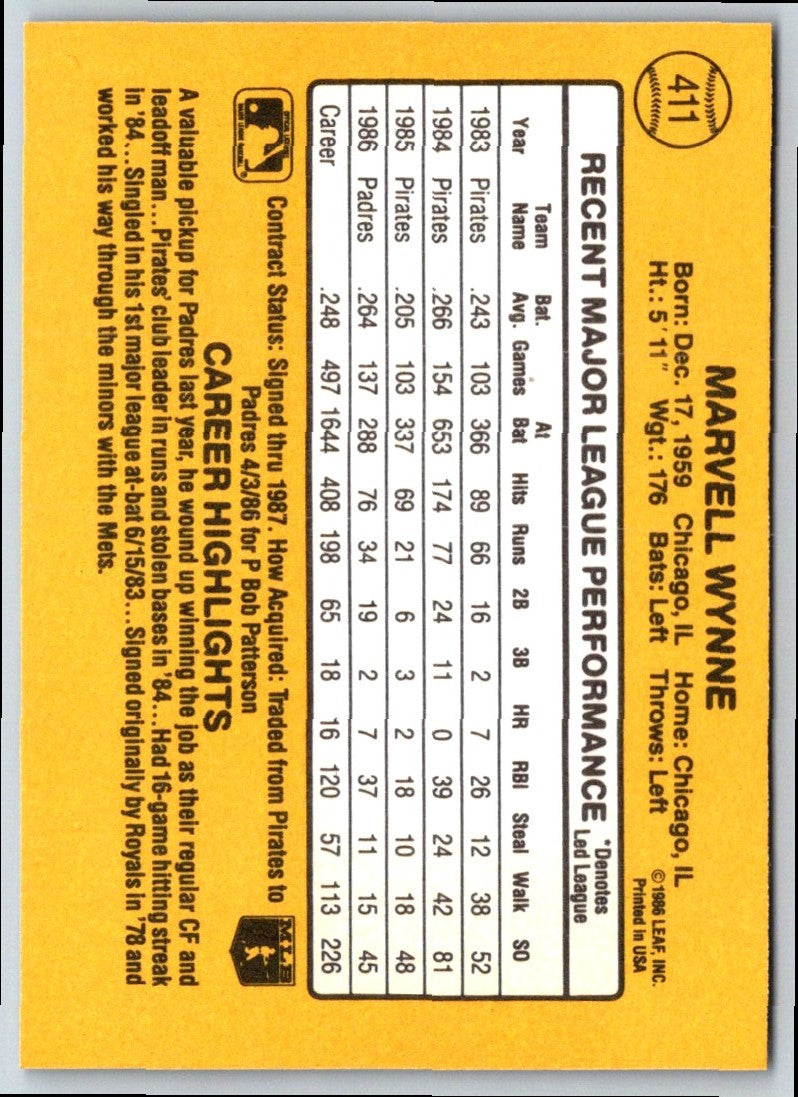 411
MARVELL WYNNE
Born: Dec. 17, 1959 Chicago, IL Home: Chicago, IL
Ht.: 5'11" Wgt.: 176 Bats: Left Throws: Left
©1986 LEAF, INC.
Printed in USA
RECENT MAJOR LEAGUE PERFORMANCE *Denotes Led League
Year Team Name Bat. Avg. Games At Bat Hits Runs 2B 3B HR RBI Steal Walk SO
1983 Pirates .243 103 366 89 66 16 2 7 26 12 38 52
1984 Pirates .266 154 653 174 77 24 11 0 39 24 42 81
1985 Pirates .205 103 337 69 21 6 3 2 18 10 18 48
1986 Padres .264 137 288 76 34 19 2 7 37 11 15 45
Career .248 497 1644 408 198 65 18 16 120 57 113 226
Contract Status: Signed thru 1987. How Acquired: Traded from Pirates to
Padres 4/3/86 for P Bob Patterson
MLB
CAREER HIGHLIGHTS
A valuable pickup for Padres last year, he wound up winning the job as their regular CF and
leadoff man...Pirates' club leader in runs and stolen bases in '84...Had 16-game hitting streak
in '84...Singled in his 1st major league at-bat 6/15/83...Signed originally by Royals in '78 and
worked his way through the minors with the Mets.